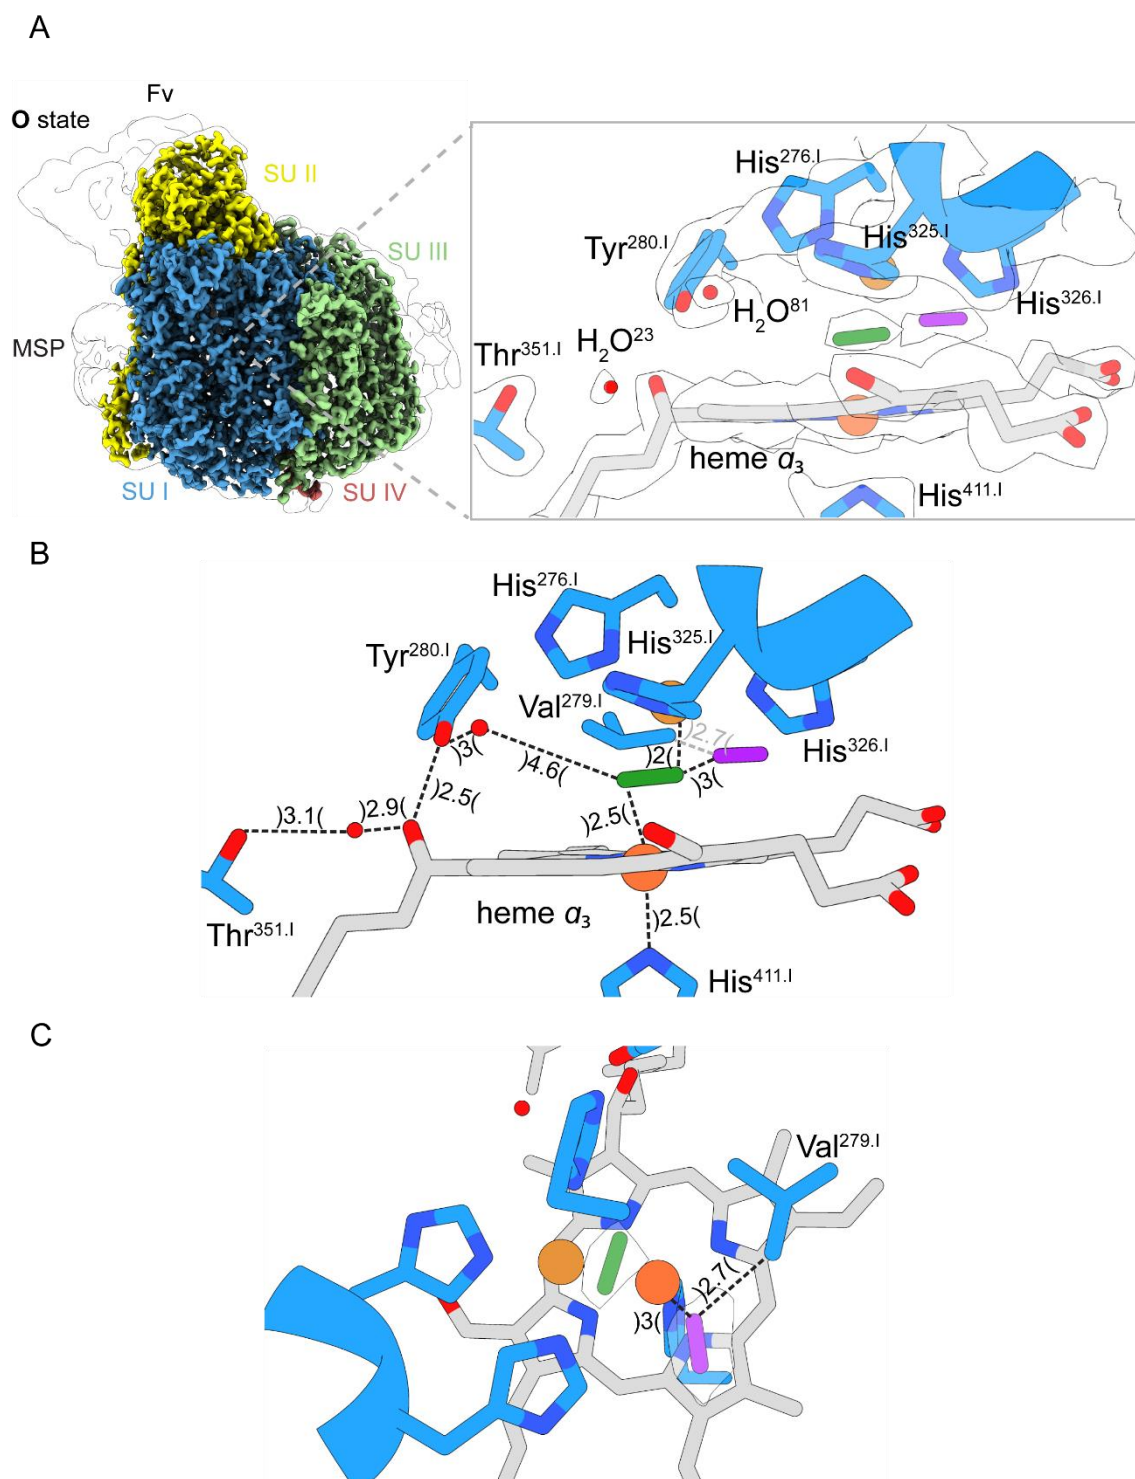 A
Fv
O state
SU II
SU III
MSP
SU I
SU IV
His276.I
His325.I
Tyr280.I
His326.I
H2O81
H2O23
Thr351.I
heme a3
His411.I
B
His276.I
His325.I
Tyr280.I
Val279.I
His326.I
)2.7(
)3(
)2(
)4.6(
)3(
)2.5(
)3.1(
)2.9(
)2.5(
heme a3
)2.5(
Thr351.I
His411.I
C
Val279.I
)2.7(
)3(